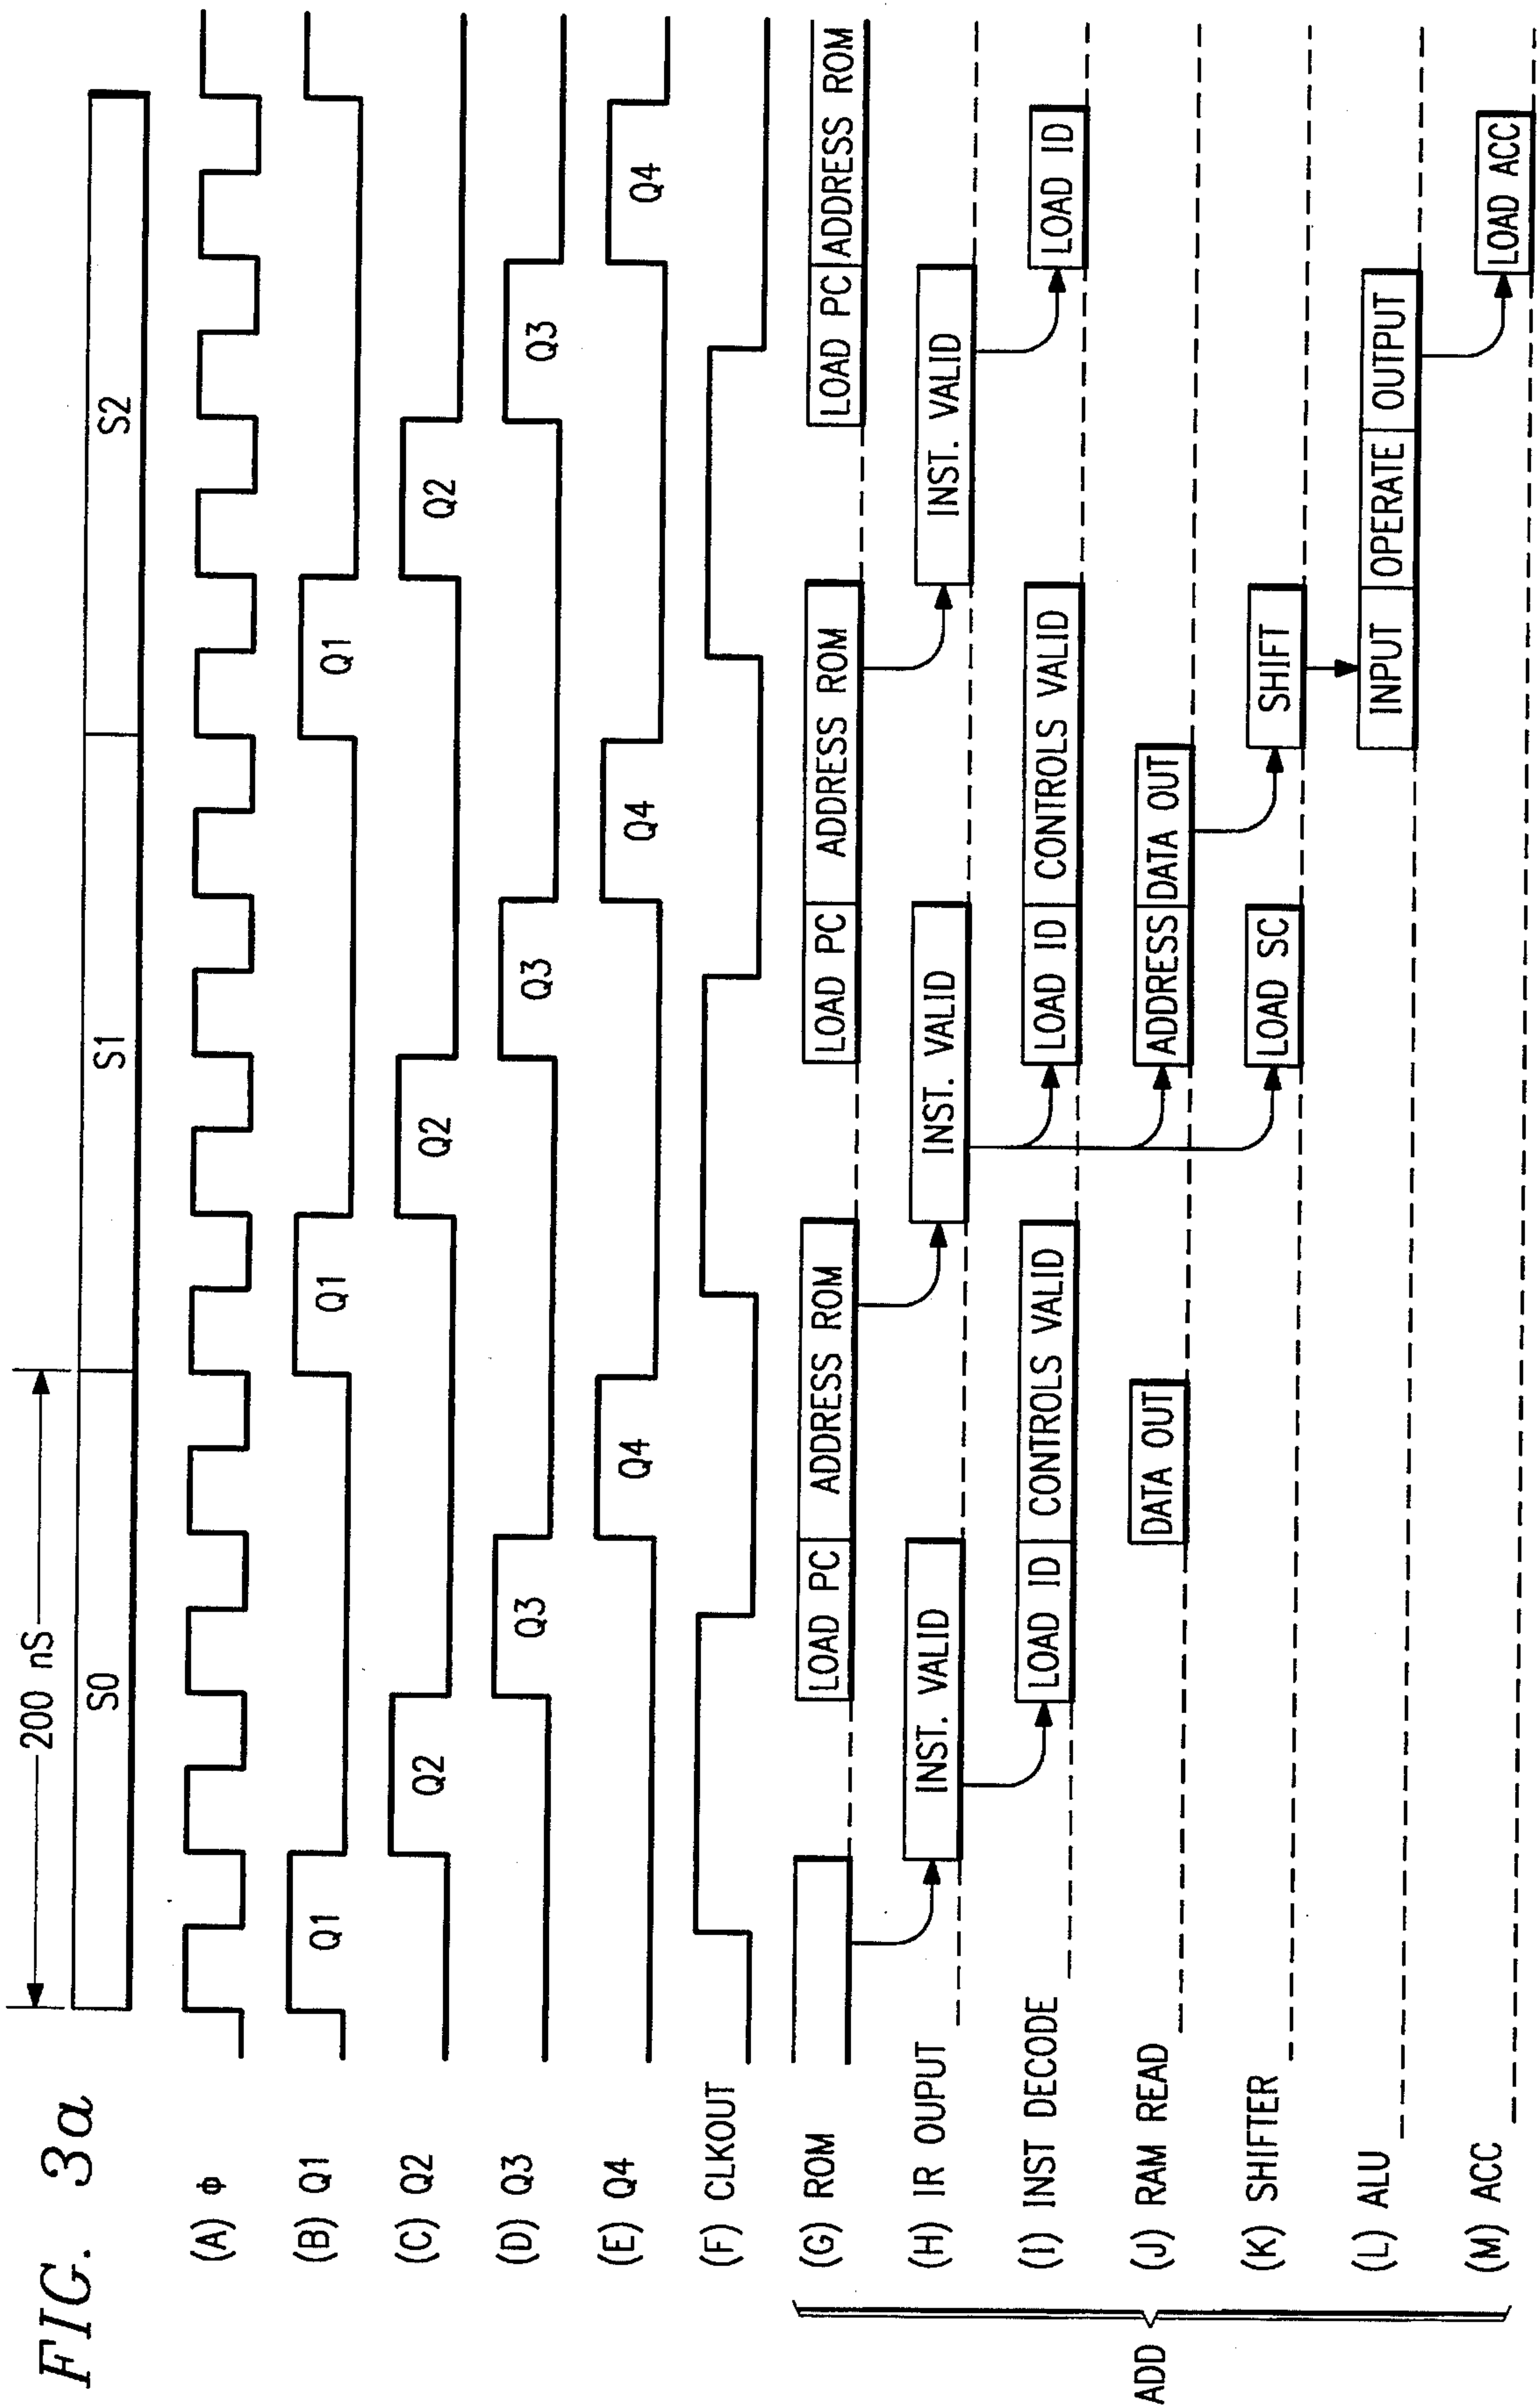 FIG. 3a
200 nS
S0 S1 S2
(A) ϕ
(B) Q1 Q1 Q1 Q1
(C) Q2 Q2 Q2 Q2
(D) Q3 Q3 Q3 Q3
(E) Q4 Q4 Q4 Q4
(F) CLKOUT
(G) ROM LOAD PC ADDRESS ROM LOAD PC ADDRESS ROM LOAD PC ADDRESS ROM
(H) IR OUPUT INST. VALID INST. VALID INST. VALID
(I) INST DECODE LOAD ID CONTROLS VALID LOAD ID CONTROLS VALID LOAD ID
(J) RAM READ DATA OUT ADDRESS DATA OUT
(K) SHIFTER LOAD SC SHIFT
(L) ALU INPUT OPERATE OUTPUT
(M) ACC LOAD ACC
ADD